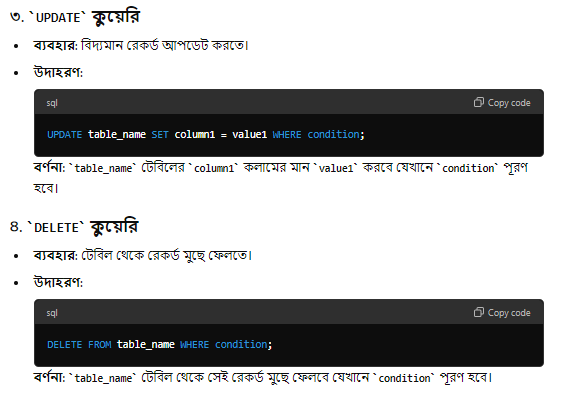 ৩. `UPDATE` কুয়েরি
• ব্যবহার: বিদ্যমান রেকর্ড আপডেট করতে।
• উদাহরণ:
sql Copy code
UPDATE table_name SET column1 = value1 WHERE condition;
বর্ণনা: `table_name` টেবিলের `column1` কলামের মান `value1` করবে যেখানে `condition` পূরণ
হবে।
৪. `DELETE` কুয়েরি
• ব্যবহার: টেবিল থেকে রেকর্ড মুছে ফেলতে।
• উদাহরণ:
sql Copy code
DELETE FROM table_name WHERE condition;
বর্ণনা: `table_name` টেবিল থেকে সেই রেকর্ড মুছে ফেলবে যেখানে `condition` পূরণ হবে।